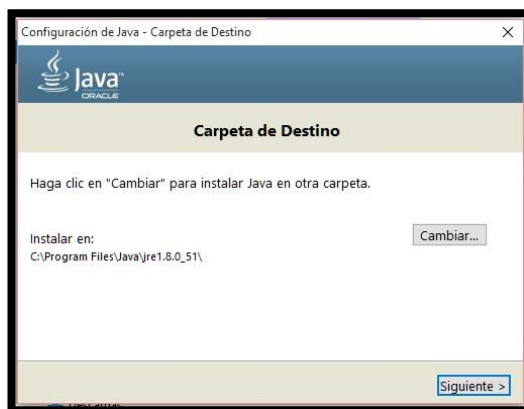 Configuración de Java - Carpeta de Destino
Java
ORACLE
Carpeta de Destino
Haga clic en "Cambiar" para instalar Java en otra carpeta.
Instalar en:
Cambiar...
C:\Program Files\Java\jre1.8.0_51\
Siguiente >